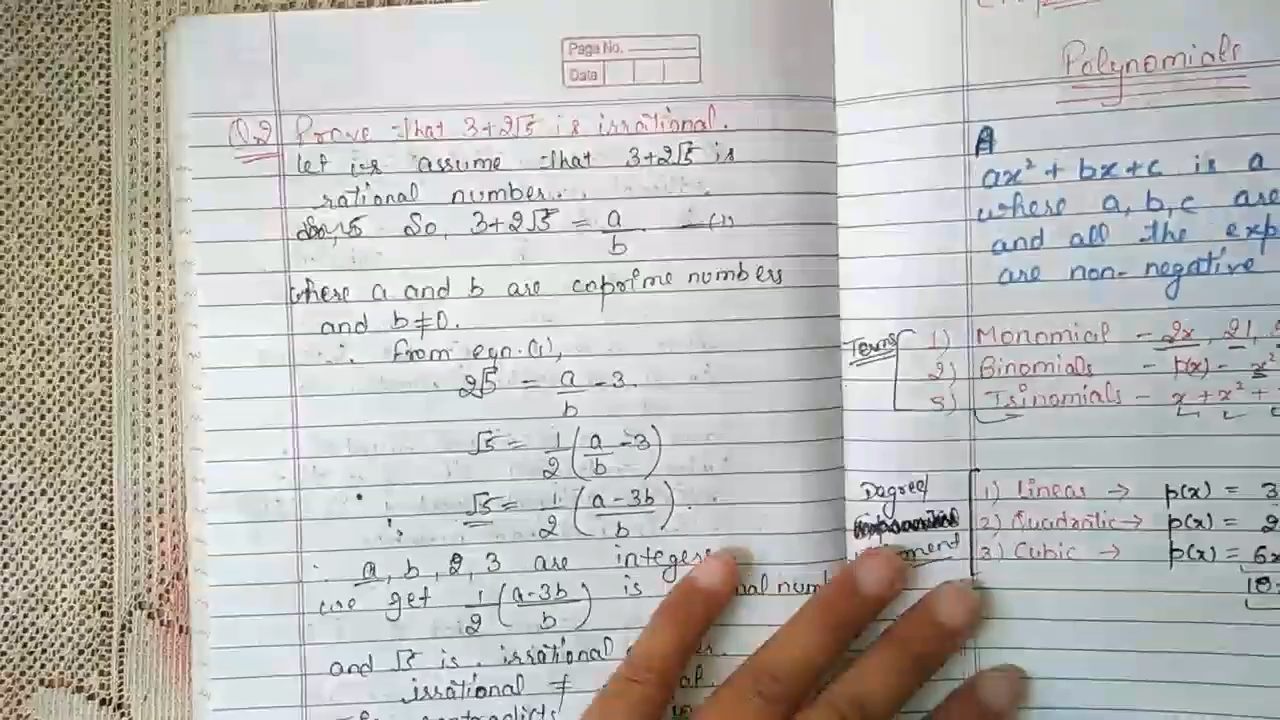 Page No.
Date
Q.2 Prove that 3+2√5 is irrational.
Let us assume that 3+2√5 is
rational number.
So, 3+2√5 = a/b —(1)
where a and b are coprime numbers
and b≠0.
∴ from eqn.(1),
2√5 = a/b - 3.
√5 = 1/2 (a/b - 3)
√5 = 1/2 (a-3b/b).
∴ a, b, 2, 3 are integers
we get 1/2 (a-3b/b) is
and √5 is irrational
irrational ≠
contradicts
Polynomials
A
ax² + bx + c is a
where a, b, c are
and all the exp
are non-negative
Terms
1) Monomial - 2x, 21,
2) Binomials - p(x) - x²
3) Trinomials - x + x² +
Dagree
1) Linear → p(x) = 3
2) Quadratic → p(x) = 2
3) Cubic → p(x) = 6x